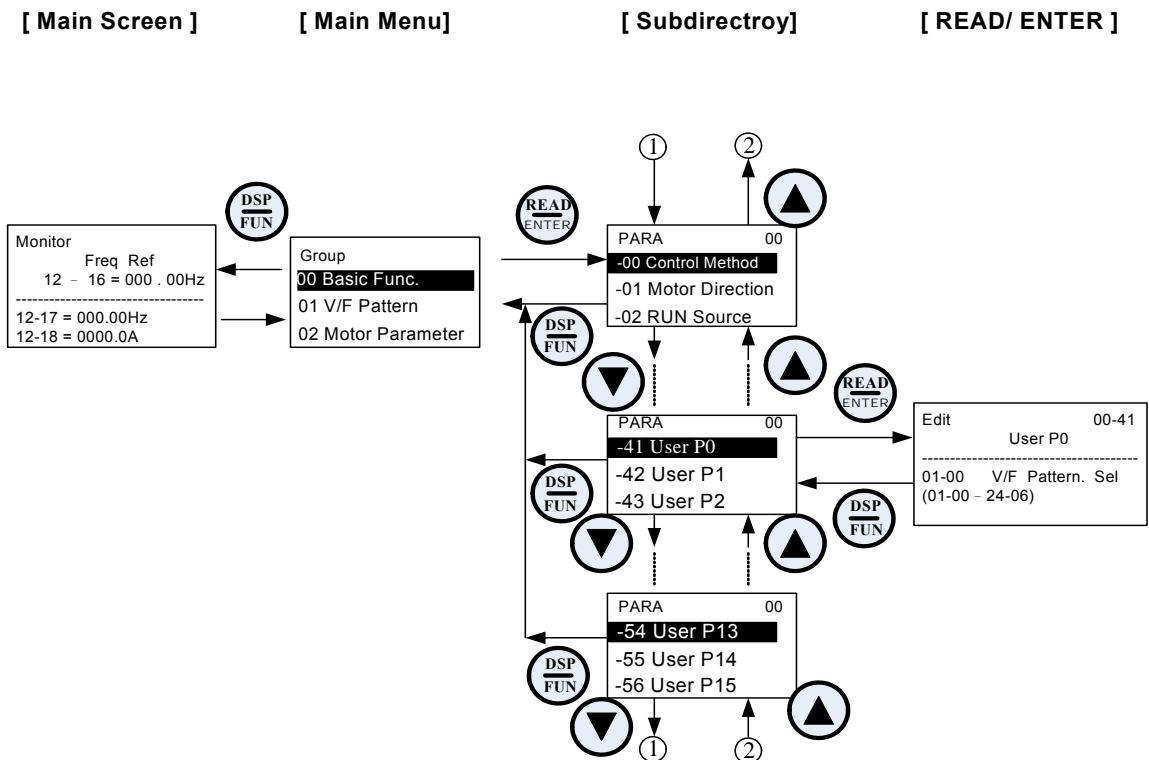 [ Main Screen ]
[ Main Menu]
[ Subdirectroy]
[ READ/ ENTER ]
1
2
DSP
FUN
READ
ENTER
Monitor
Freq Ref
12 - 16 = 000 . 00Hz
12-17 = 000.00Hz
12-18 = 0000.0A
Group
00 Basic Func.
01 V/F Pattern
02 Motor Parameter
PARA 00
-00 Control Method
-01 Motor Direction
-02 RUN Source
DSP
FUN
READ
ENTER
PARA 00
-41 User P0
-42 User P1
-43 User P2
DSP
FUN
Edit 00-41
User P0
01-00 V/F Pattern. Sel
(01-00 - 24-06)
DSP
FUN
PARA 00
-54 User P13
-55 User P14
-56 User P15
DSP
FUN
1
2